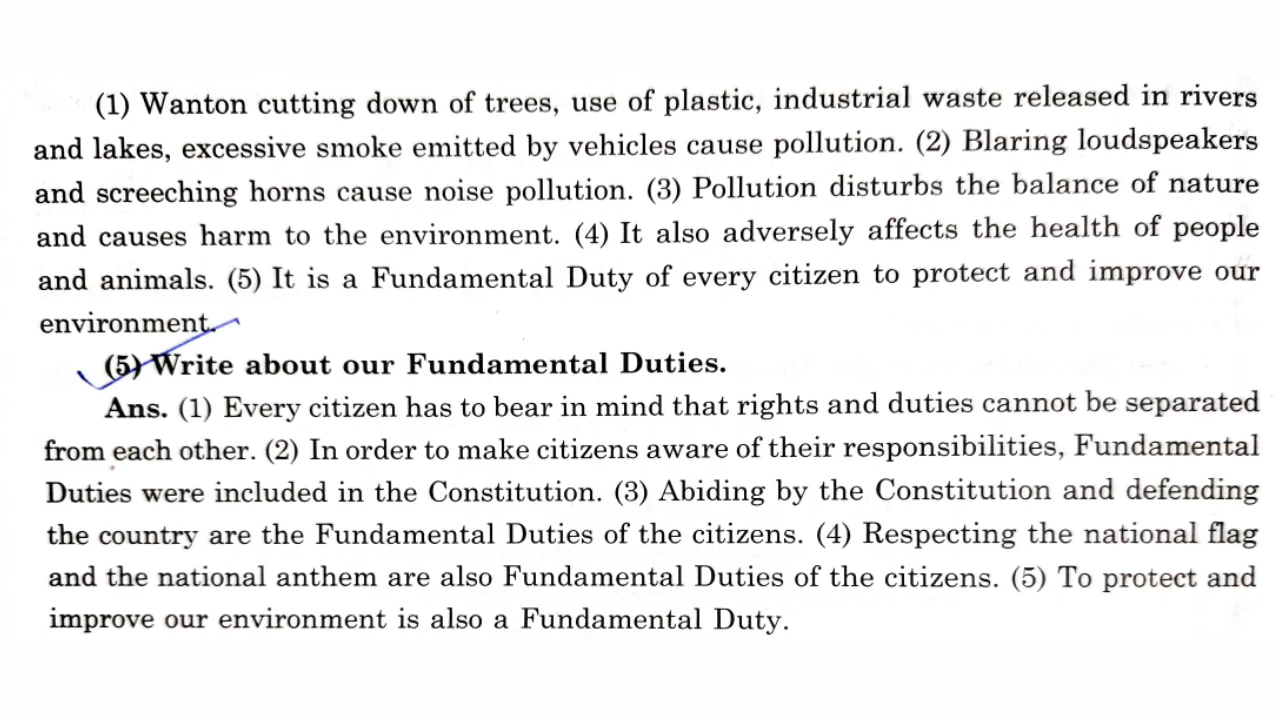 (1) Wanton cutting down of trees, use of plastic, industrial waste released in rivers
and lakes, excessive smoke emitted by vehicles cause pollution. (2) Blaring loudspeakers
and screeching horns cause noise pollution. (3) Pollution disturbs the balance of nature
and causes harm to the environment. (4) It also adversely affects the health of people
and animals. (5) It is a Fundamental Duty of every citizen to protect and improve our
environment.
(5) Write about our Fundamental Duties.
Ans. (1) Every citizen has to bear in mind that rights and duties cannot be separated
from each other. (2) In order to make citizens aware of their responsibilities, Fundamental
Duties were included in the Constitution. (3) Abiding by the Constitution and defending
the country are the Fundamental Duties of the citizens. (4) Respecting the national flag
and the national anthem are also Fundamental Duties of the citizens. (5) To protect and
improve our environment is also a Fundamental Duty.